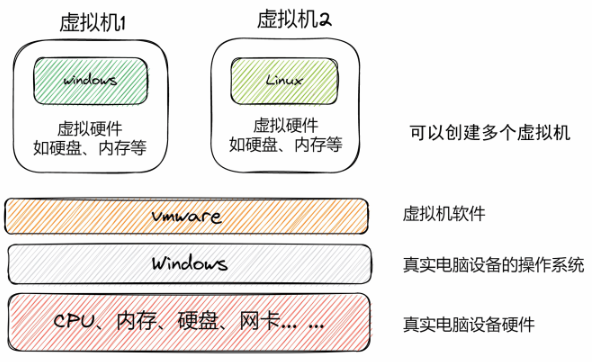 虚拟机1
虚拟机2
windows
Linux
虚拟硬件
如硬盘、内存等
虚拟硬件
如硬盘、内存等
可以创建多个虚拟机
vmware
虚拟机软件
Windows
真实电脑设备的操作系统
CPU、内存、硬盘、网卡... ...
真实电脑设备硬件